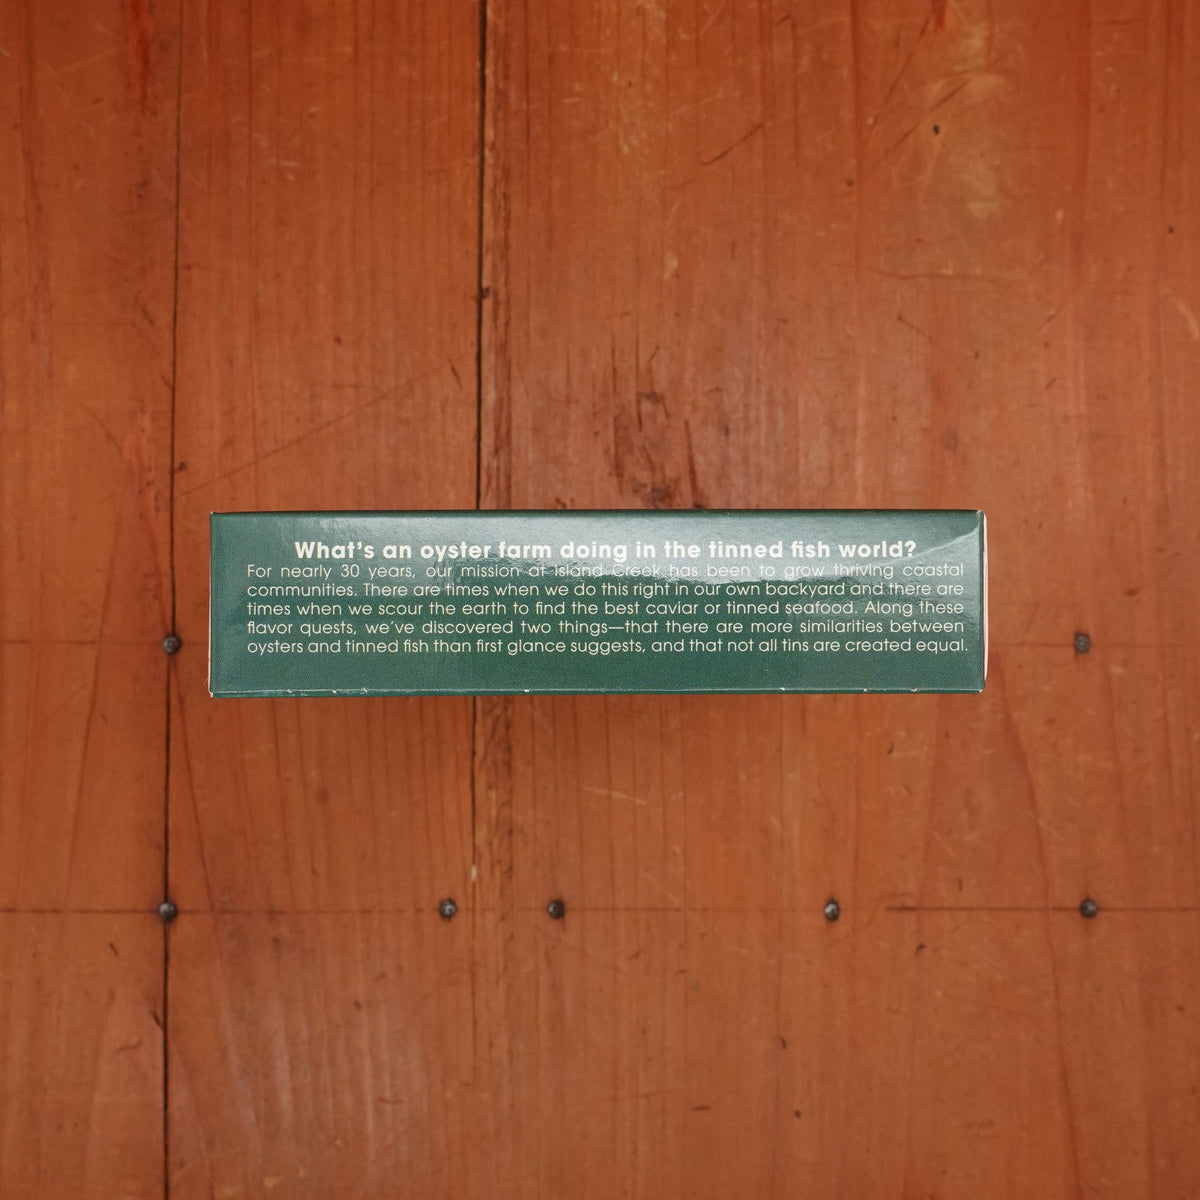 What's an oyster farm doing in the tinned fish world?
For nearly 30 years, our mission at Island Creek has been to grow thriving coastal
communities. There are times when we do this right in our own backyard and there are
times when we scour the earth to find the best caviar or tinned seafood. Along these
flavor quests, we've discovered two things—that there are more similarities between
oysters and tinned fish than first glance suggests, and that not all tins are created equal.